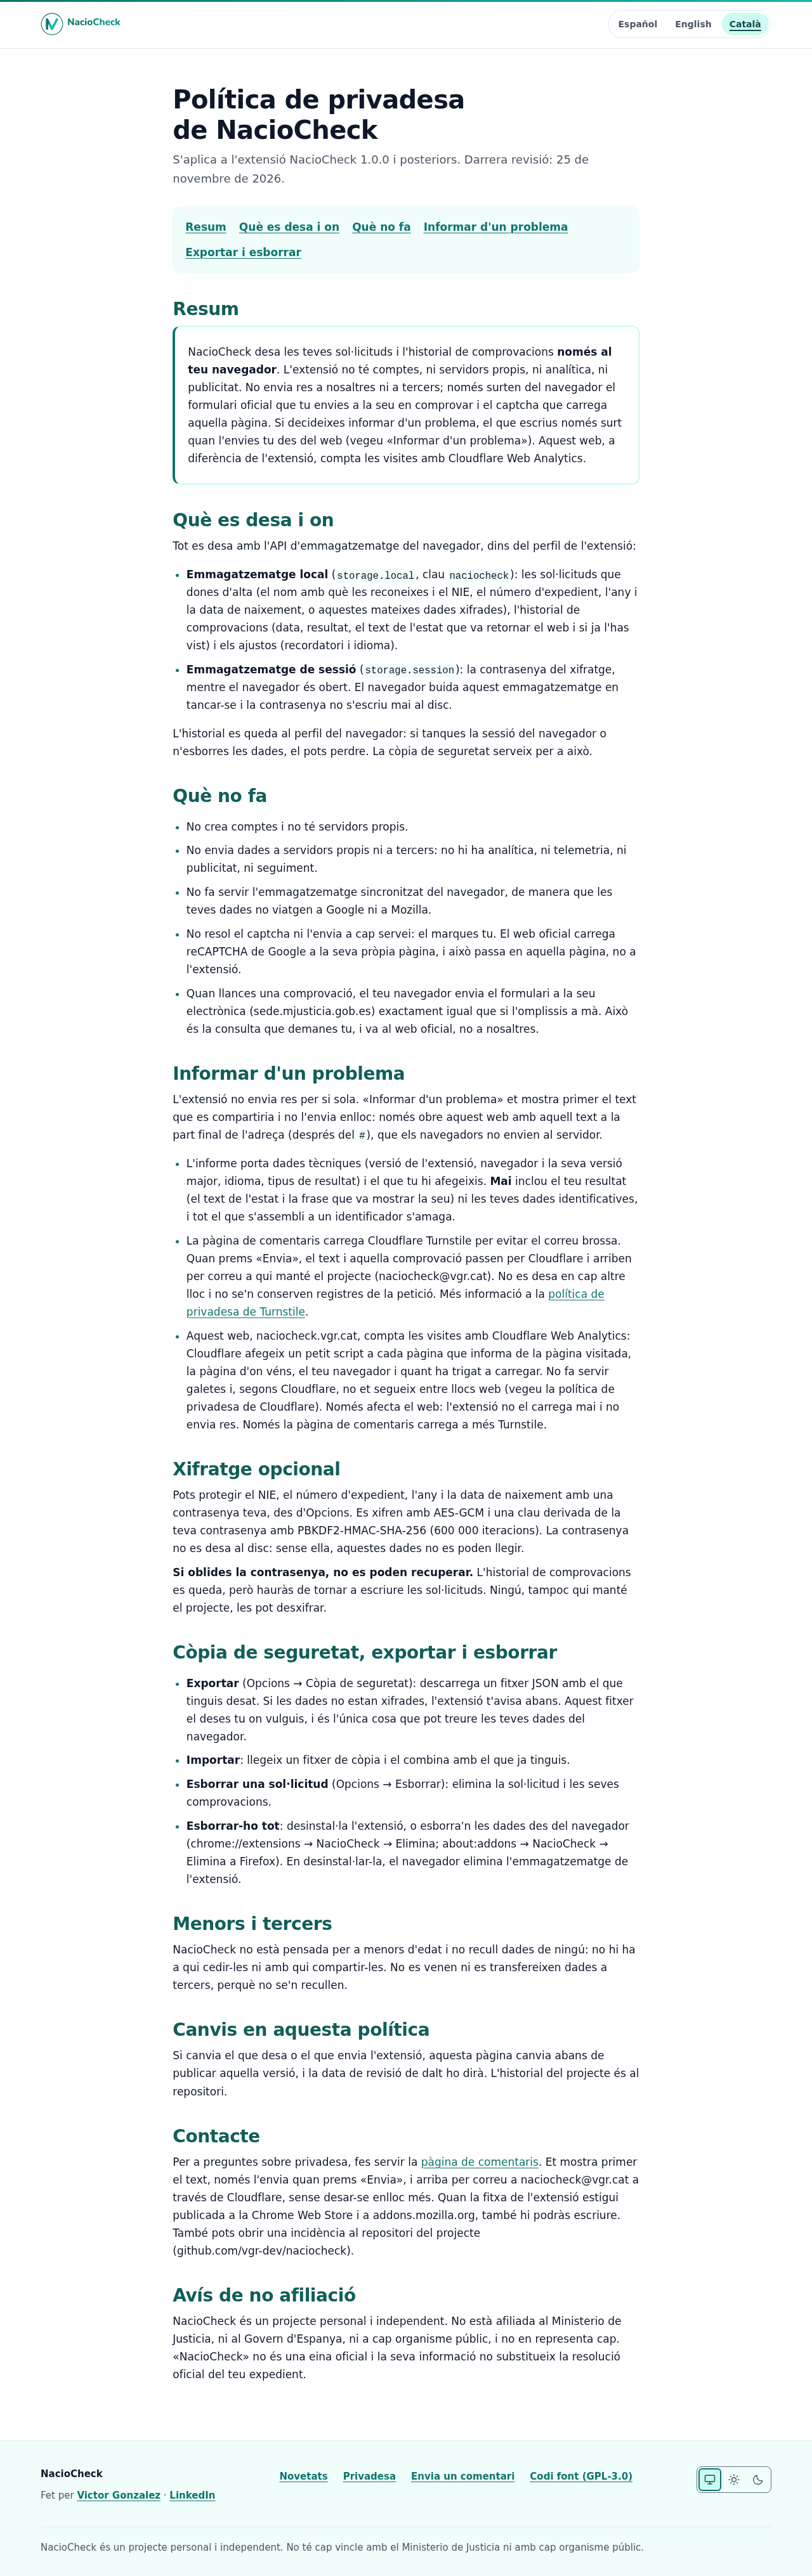 NacioCheck
Español English Català
Política de privadesa
de NacioCheck
S'aplica a l'extensió NacioCheck 1.0.0 i posteriors. Darrera revisió: 25 de
novembre de 2026.
Resum Què es desa i on Què no fa Informar d'un problema
Exportar i esborrar
Resum
NacioCheck desa les teves sol·licituds i l'historial de comprovacions només al
teu navegador. L'extensió no té comptes, ni servidors propis, ni analítica, ni
publicitat. No envia res a nosaltres ni a tercers; només surten del navegador el
formulari oficial que tu envies a la seu en comprovar i el captcha que carrega
aquella pàgina. Si decideixes informar d'un problema, el que escrius només surt
quan l'envies tu des del web (vegeu «Informar d'un problema»). Aquest web, a
diferència de l'extensió, compta les visites amb Cloudflare Web Analytics.
Què es desa i on
Tot es desa amb l'API d'emmagatzematge del navegador, dins del perfil de l'extensió:
• Emmagatzematge local (storage.local, clau naciocheck): les sol·licituds que
dones d'alta (el nom amb què les reconeixes i el NIE, el número d'expedient, l'any i
la data de naixement, o aquestes mateixes dades xifrades), l'historial de
comprovacions (data, resultat, el text de l'estat que va retornar el web i si ja l'has
vist) i els ajustos (recordatori i idioma).
• Emmagatzematge de sessió (storage.session): la contrasenya del xifratge,
mentre el navegador és obert. El navegador buida aquest emmagatzematge en
tancar-se i la contrasenya no s'escriu mai al disc.
L'historial es queda al perfil del navegador: si tanques la sessió del navegador o
n'esborres les dades, el pots perdre. La còpia de seguretat serveix per a això.
Què no fa
• No crea comptes i no té servidors propis.
• No envia dades a servidors propis ni a tercers: no hi ha analítica, ni telemetria, ni
publicitat, ni seguiment.
• No fa servir l'emmagatzematge sincronitzat del navegador, de manera que les
teves dades no viatgen a Google ni a Mozilla.
• No resol el captcha ni l'envia a cap servei: el marques tu. El web oficial carrega
reCAPTCHA de Google a la seva pròpia pàgina, i això passa en aquella pàgina, no a
l'extensió.
• Quan llances una comprovació, el teu navegador envia el formulari a la seu
electrònica (sede.mjusticia.gob.es) exactament igual que si l'omplissis a mà. Això
és la consulta que demanes tu, i va al web oficial, no a nosaltres.
Informar d'un problema
L'extensió no envia res per si sola. «Informar d'un problema» et mostra primer el text
que es compartiria i no l'envia enlloc: només obre aquest web amb aquell text a la
part final de l'adreça (després del #), que els navegadors no envien al servidor.
• L'informe porta dades tècniques (versió de l'extensió, navegador i la seva versió
major, idioma, tipus de resultat) i el que tu hi afegeixis. Mai inclou el teu resultat
(el text de l'estat i la frase que va mostrar la seu) ni les teves dades identificatives,
i tot el que s'assembli a un identificador s'amaga.
• La pàgina de comentaris carrega Cloudflare Turnstile per evitar el correu brossa.
Quan prems «Envia», el text i aquella comprovació passen per Cloudflare i arriben
per correu a qui manté el projecte (naciocheck@vgr.cat). No es desa en cap altre
lloc i no se'n conserven registres de la petició. Més informació a la política de
privadesa de Turnstile.
• Aquest web, naciocheck.vgr.cat, compta les visites amb Cloudflare Web Analytics:
Cloudflare afegeix un petit script a cada pàgina que informa de la pàgina visitada,
la pàgina d'on véns, el teu navegador i quant ha trigat a carregar. No fa servir
galetes i, segons Cloudflare, no et segueix entre llocs web (vegeu la política de
privadesa de Cloudflare). Només afecta el web: l'extensió no el carrega mai i no
envia res. Només la pàgina de comentaris carrega a més Turnstile.
Xifratge opcional
Pots protegir el NIE, el número d'expedient, l'any i la data de naixement amb una
contrasenya teva, des d'Opcions. Es xifren amb AES-GCM i una clau derivada de la
teva contrasenya amb PBKDF2-HMAC-SHA-256 (600 000 iteracions). La contrasenya
no es desa al disc: sense ella, aquestes dades no es poden llegir.
Si oblides la contrasenya, no es poden recuperar. L'historial de comprovacions
es queda, però hauràs de tornar a escriure les sol·licituds. Ningú, tampoc qui manté
el projecte, les pot desxifrar.
Còpia de seguretat, exportar i esborrar
• Exportar (Opcions → Còpia de seguretat): descarrega un fitxer JSON amb el que
tinguis desat. Si les dades no estan xifrades, l'extensió t'avisa abans. Aquest fitxer
el deses tu on vulguis, i és l'única cosa que pot treure les teves dades del
navegador.
• Importar: llegeix un fitxer de còpia i el combina amb el que ja tinguis.
• Esborrar una sol·licitud (Opcions → Esborrar): elimina la sol·licitud i les seves
comprovacions.
• Esborrar-ho tot: desinstal·la l'extensió, o esborra'n les dades des del navegador
(chrome://extensions → NacioCheck → Elimina; about:addons → NacioCheck →
Elimina a Firefox). En desinstal·lar-la, el navegador elimina l'emmagatzematge de
l'extensió.
Menors i tercers
NacioCheck no està pensada per a menors d'edat i no recull dades de ningú: no hi ha
a qui cedir-les ni amb qui compartir-les. No es venen ni es transfereixen dades a
tercers, perquè no se'n recullen.
Canvis en aquesta política
Si canvia el que desa o el que envia l'extensió, aquesta pàgina canvia abans de
publicar aquella versió, i la data de revisió de dalt ho dirà. L'historial del projecte és al
repositori.
Contacte
Per a preguntes sobre privadesa, fes servir la pàgina de comentaris. Et mostra primer
el text, només l'envia quan prems «Envia», i arriba per correu a naciocheck@vgr.cat a
través de Cloudflare, sense desar-se enlloc més. Quan la fitxa de l'extensió estigui
publicada a la Chrome Web Store i a addons.mozilla.org, també hi podràs escriure.
També pots obrir una incidència al repositori del projecte
(github.com/vgr-dev/naciocheck).
Avís de no afiliació
NacioCheck és un projecte personal i independent. No està afiliada al Ministerio de
Justicia, ni al Govern d'Espanya, ni a cap organisme públic, i no en representa cap.
«NacioCheck» no és una eina oficial i la seva informació no substitueix la resolució
oficial del teu expedient.
NacioCheck
Fet per Victor Gonzalez · LinkedIn
Novetats Privadesa Envia un comentari Codi font (GPL-3.0)
NacioCheck és un projecte personal i independent. No té cap vincle amb el Ministerio de Justicia ni amb cap organisme públic.